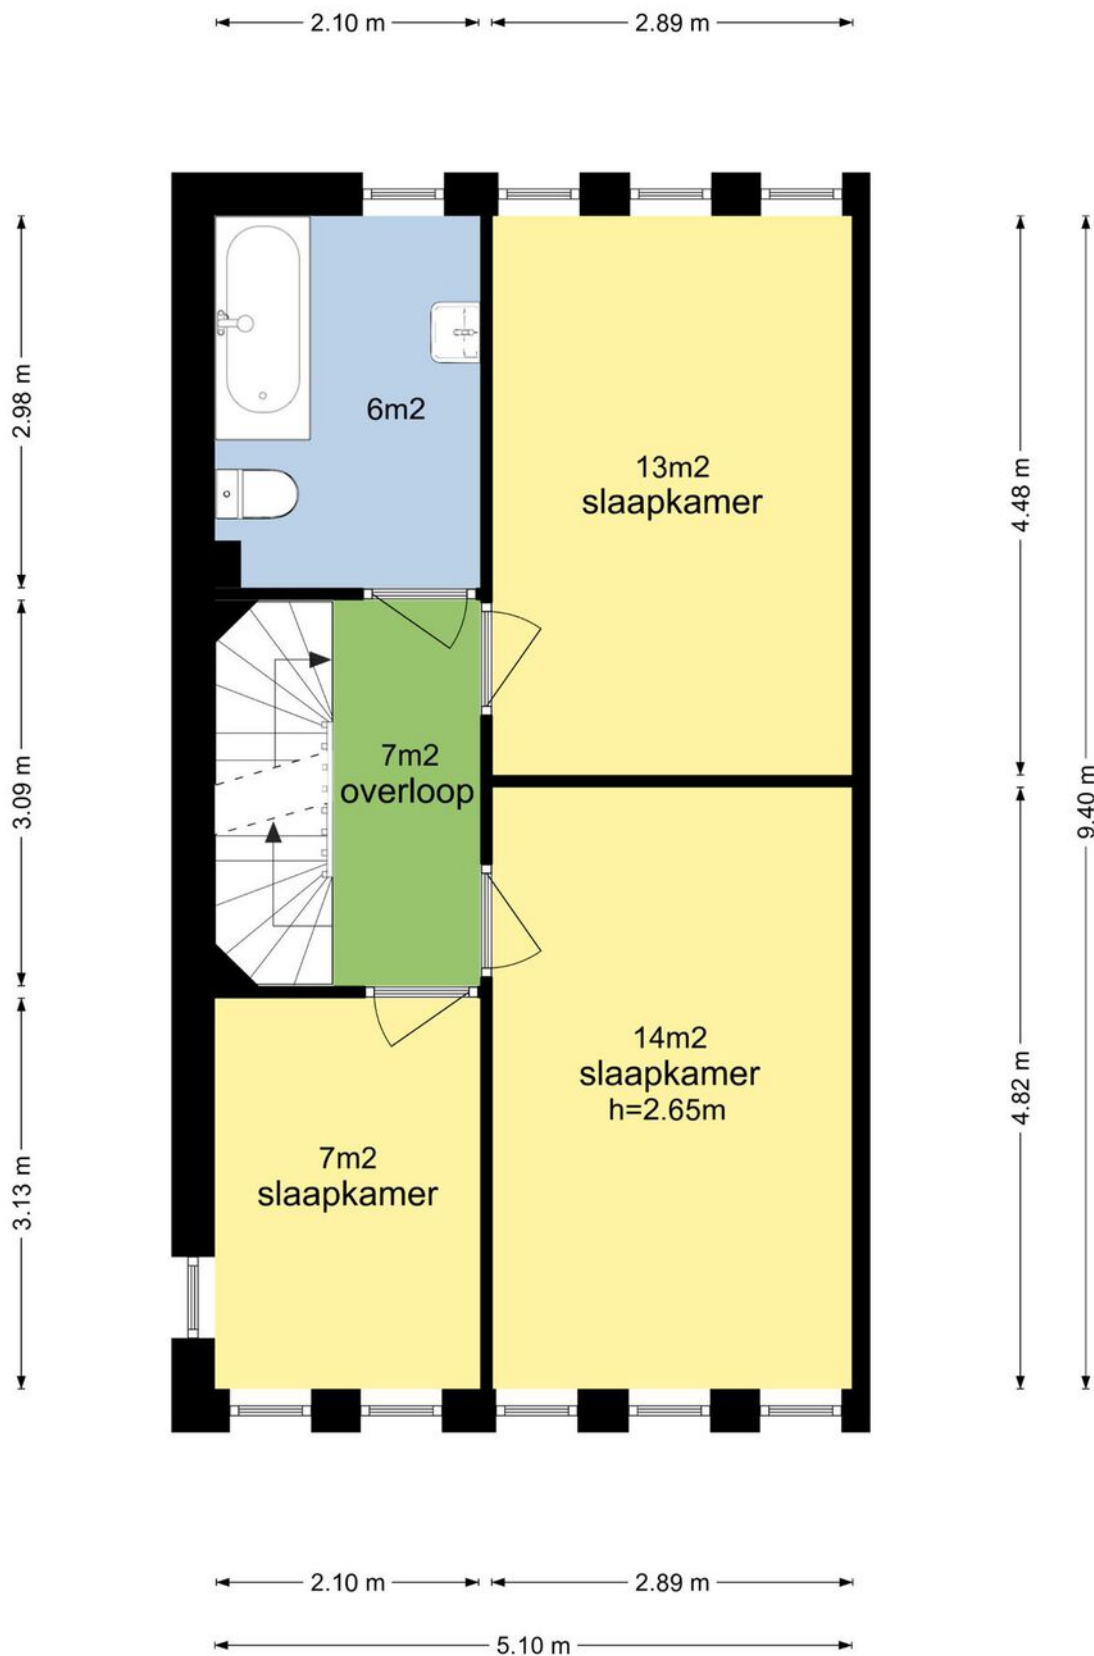 2.10 m
2.89 m
2.98 m
6m2
13m2
slaapkamer
4.48 m
3.09 m
7m2
overloop
9.40 m
14m2
slaapkamer
h=2.65m
4.82 m
3.13 m
7m2
slaapkamer
2.10 m
2.89 m
5.10 m